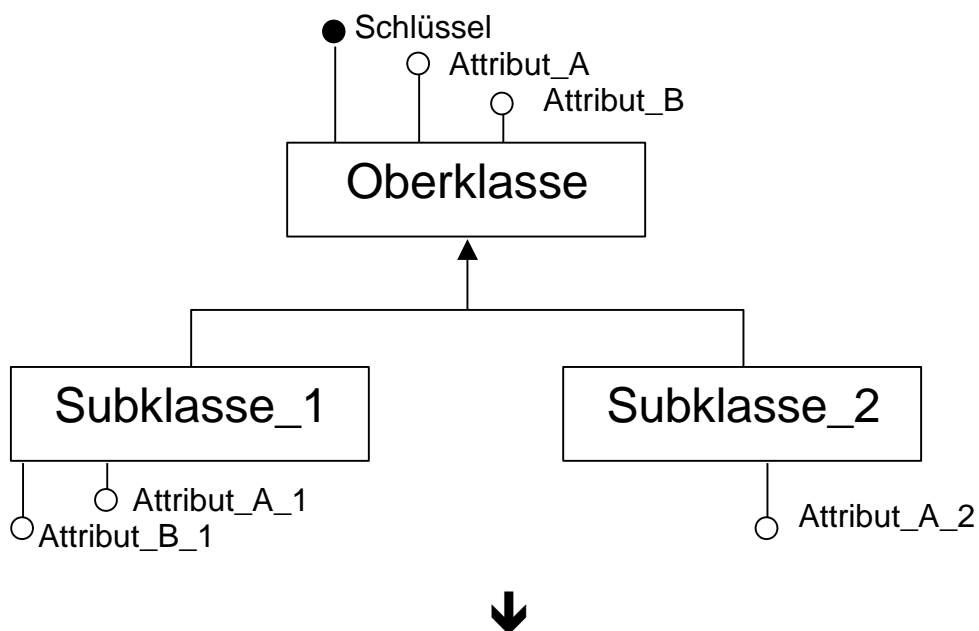 Schlüssel
Attribut_A
Attribut_B
Oberklasse
Subklasse_1
Subklasse_2
Attribut_A_1
Attribut_B_1
Attribut_A_2